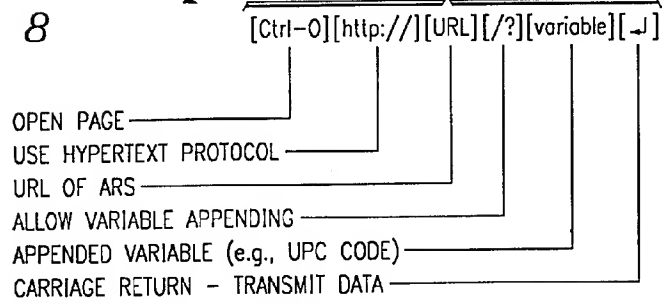 8
[Ctrl-O][http://][URL][/?][variable][↵]
OPEN PAGE
USE HYPERTEXT PROTOCOL
URL OF ARS
ALLOW VARIABLE APPENDING
APPENDED VARIABLE (e.g., UPC CODE)
CARRIAGE RETURN - TRANSMIT DATA